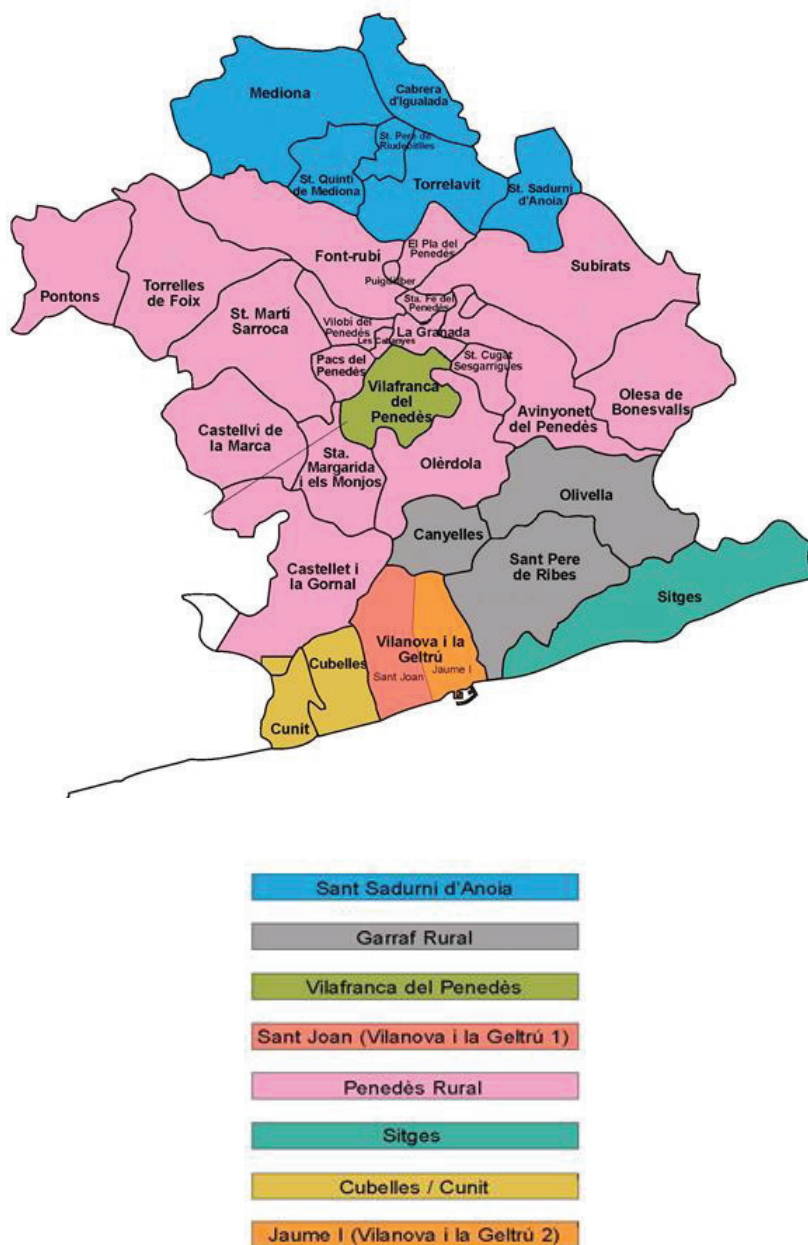 Mediona
Cabrera
d'Igualada
St. Pere de
Riudebitlles
St. Quintí
de Mediona
Torrelavit
St. Sadurní
d'Anoia
El Pla del
Penedès
Font-rubí
Subirats
Puigdàlber
Pontons
Torrelles
de Foix
Sta. Fe del
Penedès
St. Martí
Sarroca
Vilobí del
Penedès
La Granada
Les Cabanyes
Pacs del
Penedès
St. Cugat
Sesgarrigues
Vilafranca
del
Penedès
Olesa de
Bonesvalls
Avinyonet
del Penedès
Castellví de
la Marca
Sta.
Margarida
i els Monjos
Olèrdola
Olivella
Canyelles
Sant Pere
de Ribes
Castellet i
la Gornal
Sitges
Vilanova i la
Geltrú
Cubelles
Jaume I
Sant Joan
Cunit
Sant Sadurní d'Anoia
Garraf Rural
Vilafranca del Penedès
Sant Joan (Vilanova i la Geltrú 1)
Penedès Rural
Sitges
Cubelles / Cunit
Jaume I (Vilanova i la Geltrú 2)